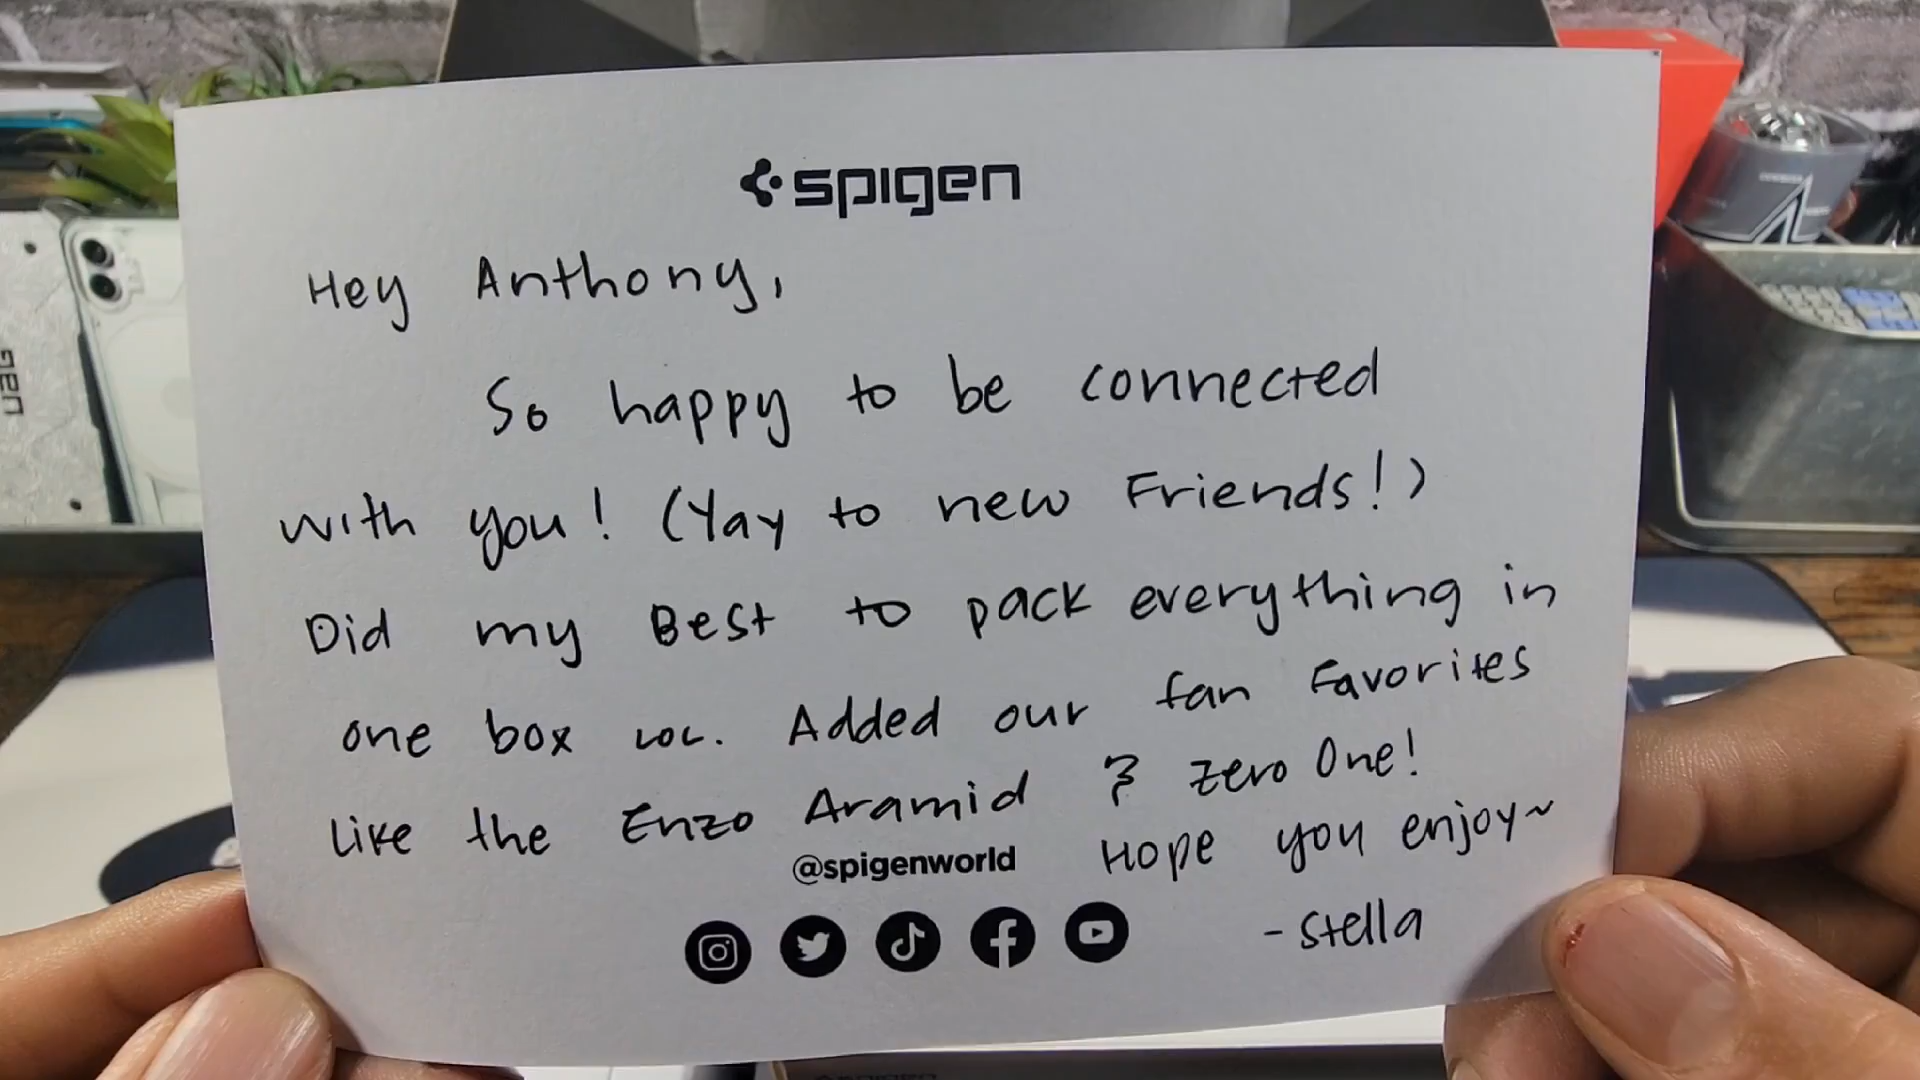 spigen
Hey Anthony,
So happy to be connected
with you! (Yay to new Friends!)
Did my Best to pack everything in
one box LOL. Added our fan Favorites
Like the Enzo Aramid & Zero One!
@spigenworld Hope you enjoy~
-Stella